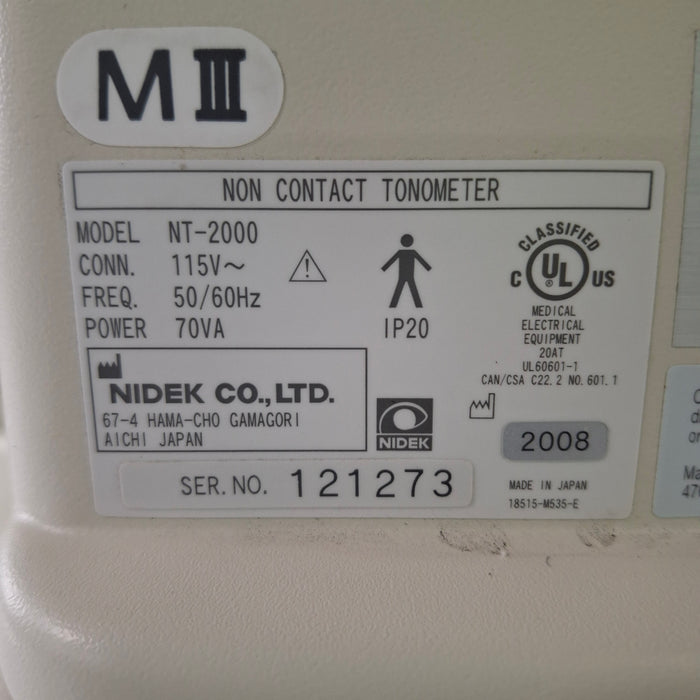 MIII
NON CONTACT TONOMETER
MODEL NT-2000
CONN. 115V~
FREQ. 50/60Hz
POWER 70VA
IP20
CLASSIFIED
C UL® US
MEDICAL
ELECTRICAL
EQUIPMENT
20AT
UL60601-1
CAN/CSA C22.2 NO.601.1
NIDEK CO.,LTD.
67-4 HAMA-CHO GAMAGORI
AICHI JAPAN
NIDEK
2008
SER.NO. 121273
MADE IN JAPAN
18515-M535-E